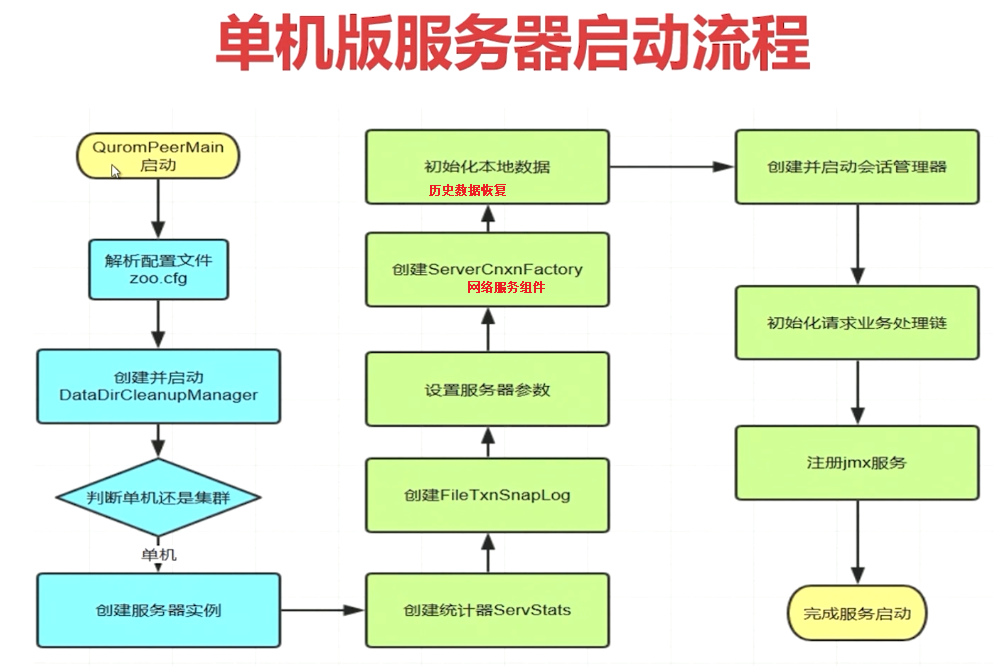 单机版服务器启动流程
QuromPeerMain
启动
解析配置文件
zoo.cfg
创建并启动
DataDirCleanupManager
判断单机还是集群
单机
创建服务器实例
创建统计器ServStats
创建FileTxnSnapLog
设置服务器参数
创建ServerCnxnFactory
网络服务组件
初始化本地数据
历史数据恢复
创建并启动会话管理器
初始化请求业务处理链
注册jmx服务
完成服务启动